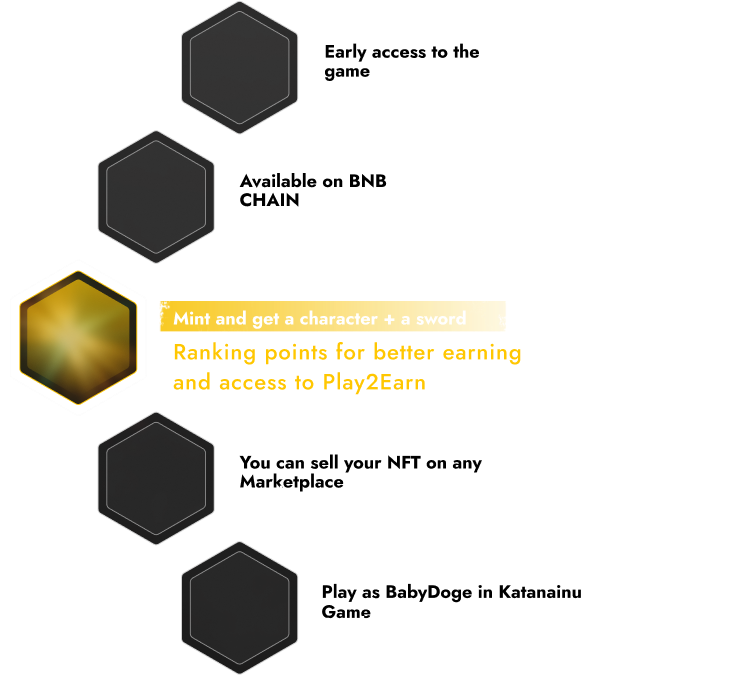 Early access to the
game
Available on BNB
CHAIN
Mint and get a character + a sword
Ranking points for better earning
and access to Play2Earn
You can sell your NFT on any
Marketplace
Play as BabyDoge in Katanainu
Game